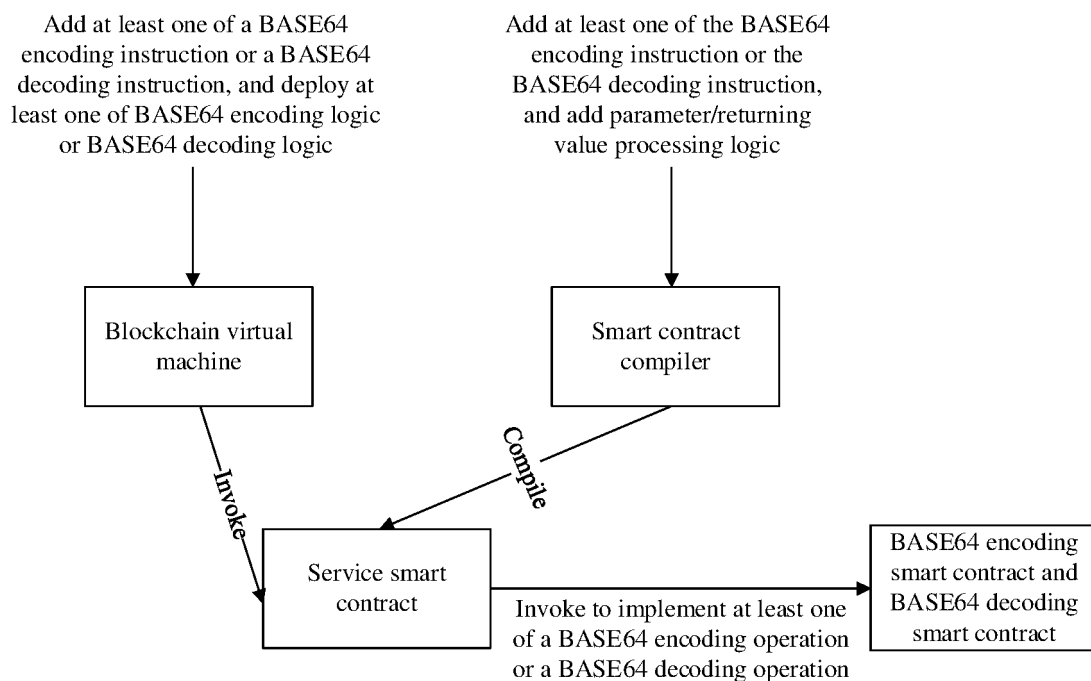 Add at least one of a BASE64
encoding instruction or a BASE64
decoding instruction, and deploy at
least one of BASE64 encoding logic
or BASE64 decoding logic
Add at least one of the BASE64
encoding instruction or the
BASE64 decoding instruction,
and add parameter/returning
value processing logic
Blockchain virtual
machine
Smart contract
compiler
Invoke
Compile
Service smart
contract
Invoke to implement at least one
of a BASE64 encoding operation
or a BASE64 decoding operation
BASE64 encoding
smart contract and
BASE64 decoding
smart contract